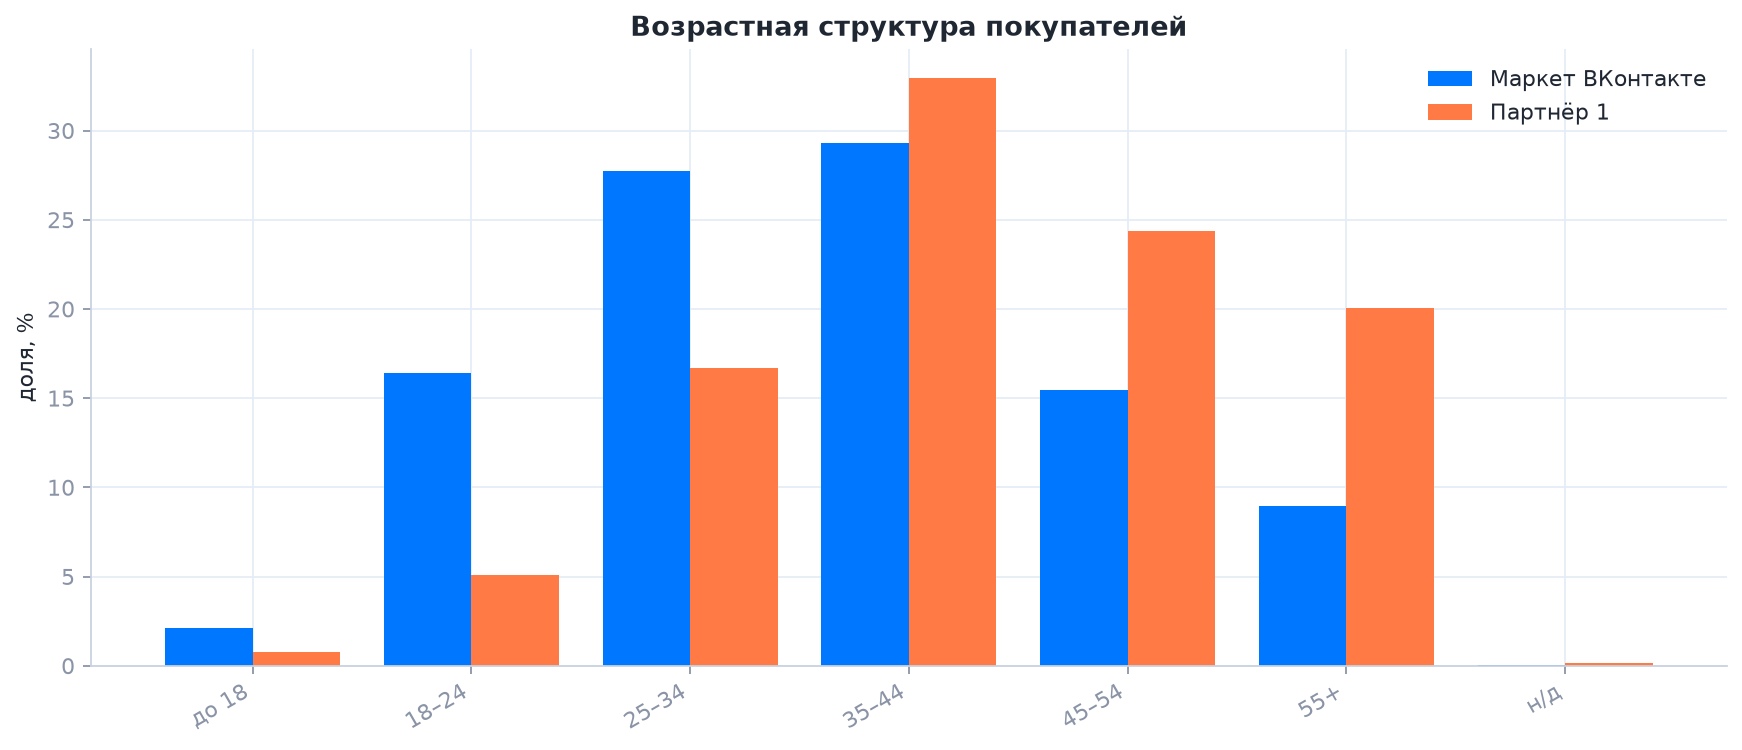 Возрастная структура покупателей
Маркет ВКонтакте
Партнёр 1
доля, %
30
25
20
15
10
5
0
до 18
18–24
25–34
35–44
45–54
55+
н/д